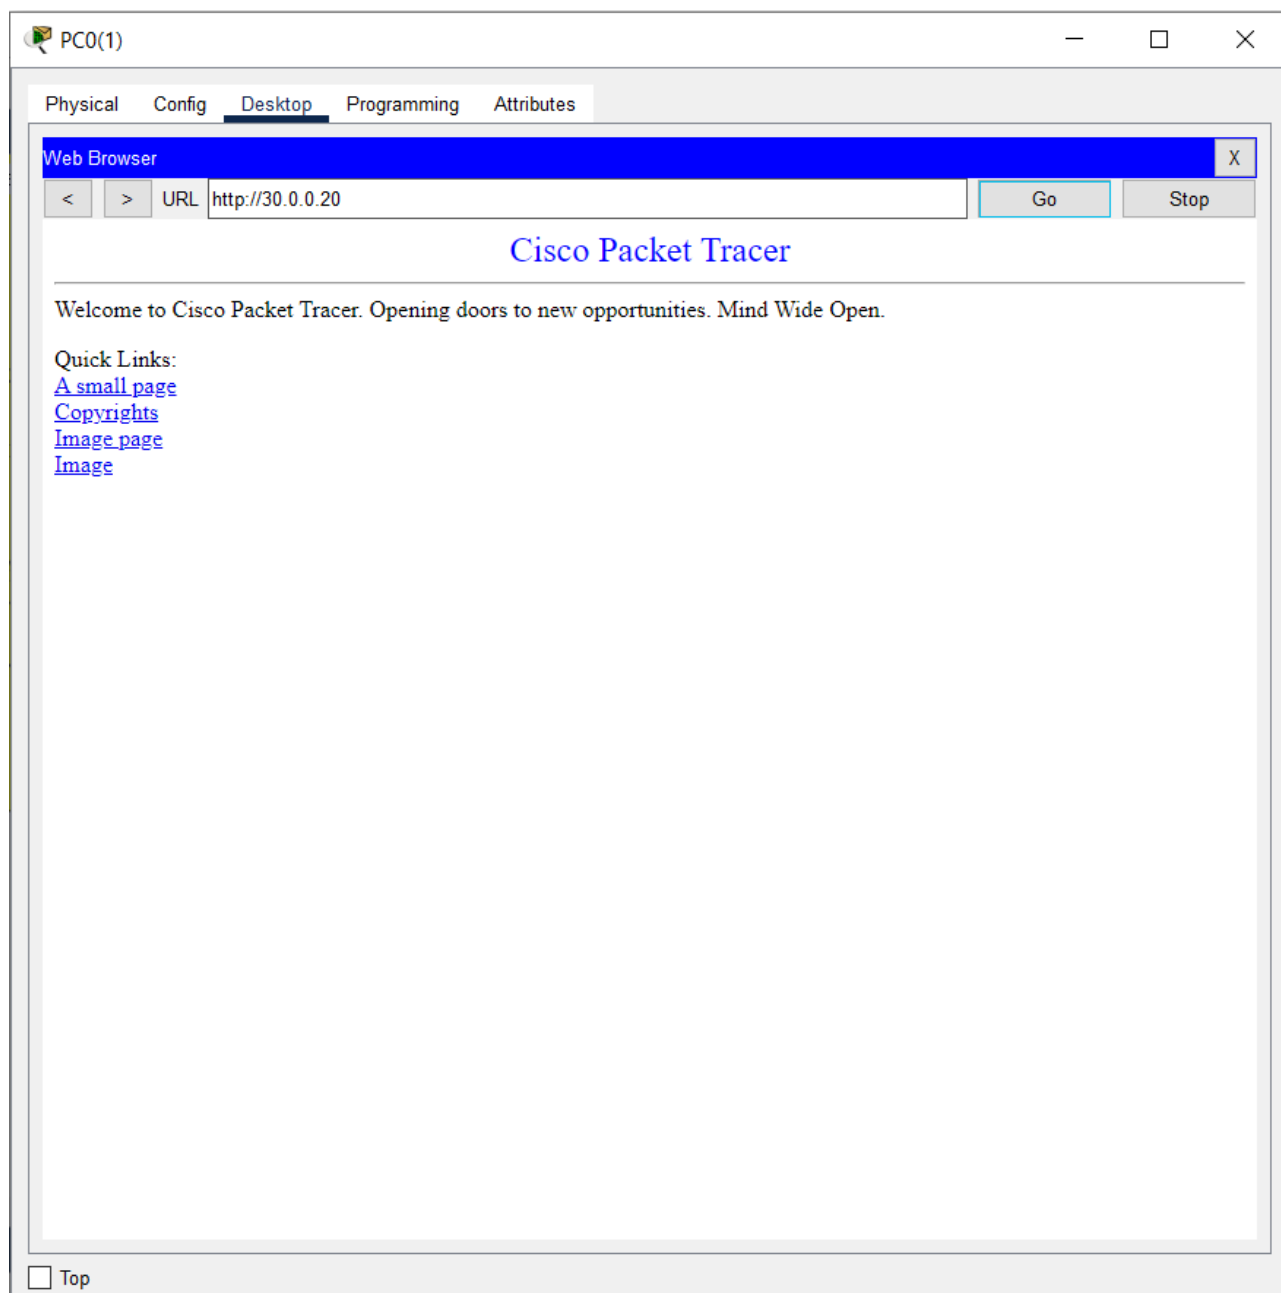 PC0(1)
Physical Config Desktop Programming Attributes
Web Browser X
< > URL http://30.0.0.20 Go Stop
Cisco Packet Tracer
Welcome to Cisco Packet Tracer. Opening doors to new opportunities. Mind Wide Open.
Quick Links:
A small page
Copyrights
Image page
Image
Top